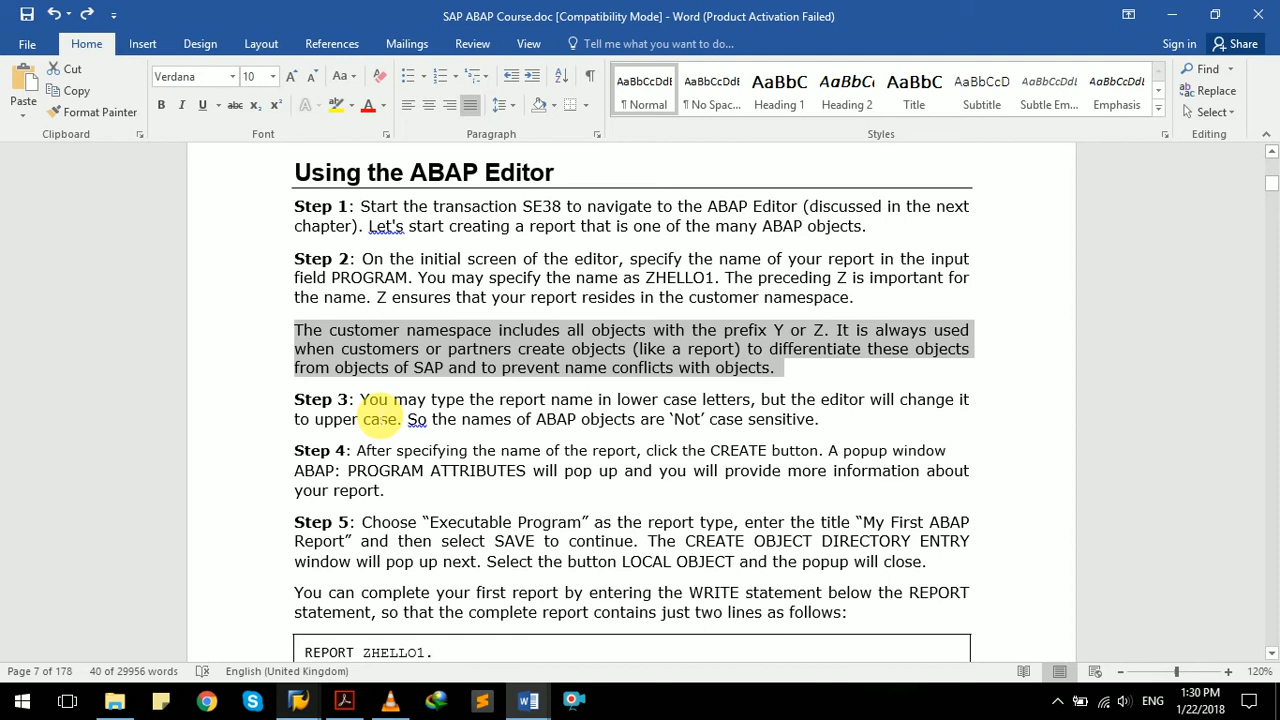 SAP ABAP Course.doc [Compatibility Mode] - Word (Product Activation Failed)
File Home Insert Design Layout References Mailings Review View Tell me what you want to do... Sign in Share
Paste Cut Copy Format Painter
Clipboard
Verdana 10
Font
Paragraph
AaBbCcDdE AaBbCcDdE AaBbC AaBbCc AaBbC AaBbCcD AaBbCcDdE AaBbCcDdE
¶ Normal ¶ No Spac... Heading 1 Heading 2 Title Subtitle Subtle Em... Emphasis
Styles
Find
Replace
Select
Editing
Using the ABAP Editor
Step 1: Start the transaction SE38 to navigate to the ABAP Editor (discussed in the next
chapter). Let's start creating a report that is one of the many ABAP objects.
Step 2: On the initial screen of the editor, specify the name of your report in the input
field PROGRAM. You may specify the name as ZHELLO1. The preceding Z is important for
the name. Z ensures that your report resides in the customer namespace.
The customer namespace includes all objects with the prefix Y or Z. It is always used
when customers or partners create objects (like a report) to differentiate these objects
from objects of SAP and to prevent name conflicts with objects.
Step 3: You may type the report name in lower case letters, but the editor will change it
to upper case. So the names of ABAP objects are ‘Not’ case sensitive.
Step 4: After specifying the name of the report, click the CREATE button. A popup window
ABAP: PROGRAM ATTRIBUTES will pop up and you will provide more information about
your report.
Step 5: Choose “Executable Program” as the report type, enter the title “My First ABAP
Report” and then select SAVE to continue. The CREATE OBJECT DIRECTORY ENTRY
window will pop up next. Select the button LOCAL OBJECT and the popup will close.
You can complete your first report by entering the WRITE statement below the REPORT
statement, so that the complete report contains just two lines as follows:
REPORT ZHELLO1.
Page 7 of 178 40 of 29956 words English (United Kingdom) 120%
ENG
1:30 PM
1/22/2018